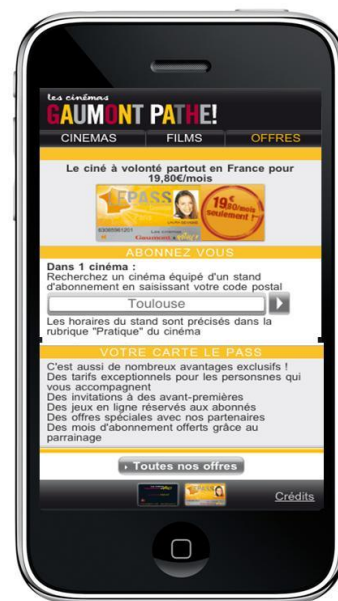 les cinémas
GAUMONT PATHE!
CINEMAS FILMS OFFRES
Le ciné à volonté partout en France pour
19,80€/mois
LEPASS
19€
,80/mois
seulement !
ABONNEZ VOUS
Dans 1 cinéma :
Recherchez un cinéma équipé d'un stand
d'abonnement en saisissant votre code postal
Toulouse
Les horaires du stand sont précisés dans la
rubrique "Pratique" du cinéma
VOTRE CARTE LE PASS
C'est aussi de nombreux avantages exclusifs !
Des tarifs exceptionnels pour les personsnes qui
vous accompagnent
Des invitations à des avant-premières
Des jeux en ligne réservés aux abonnés
Des offres spéciales avec nos partenaires
Des mois d'abonnement offerts grâce au
parrainage
Toutes nos offres
Crédits